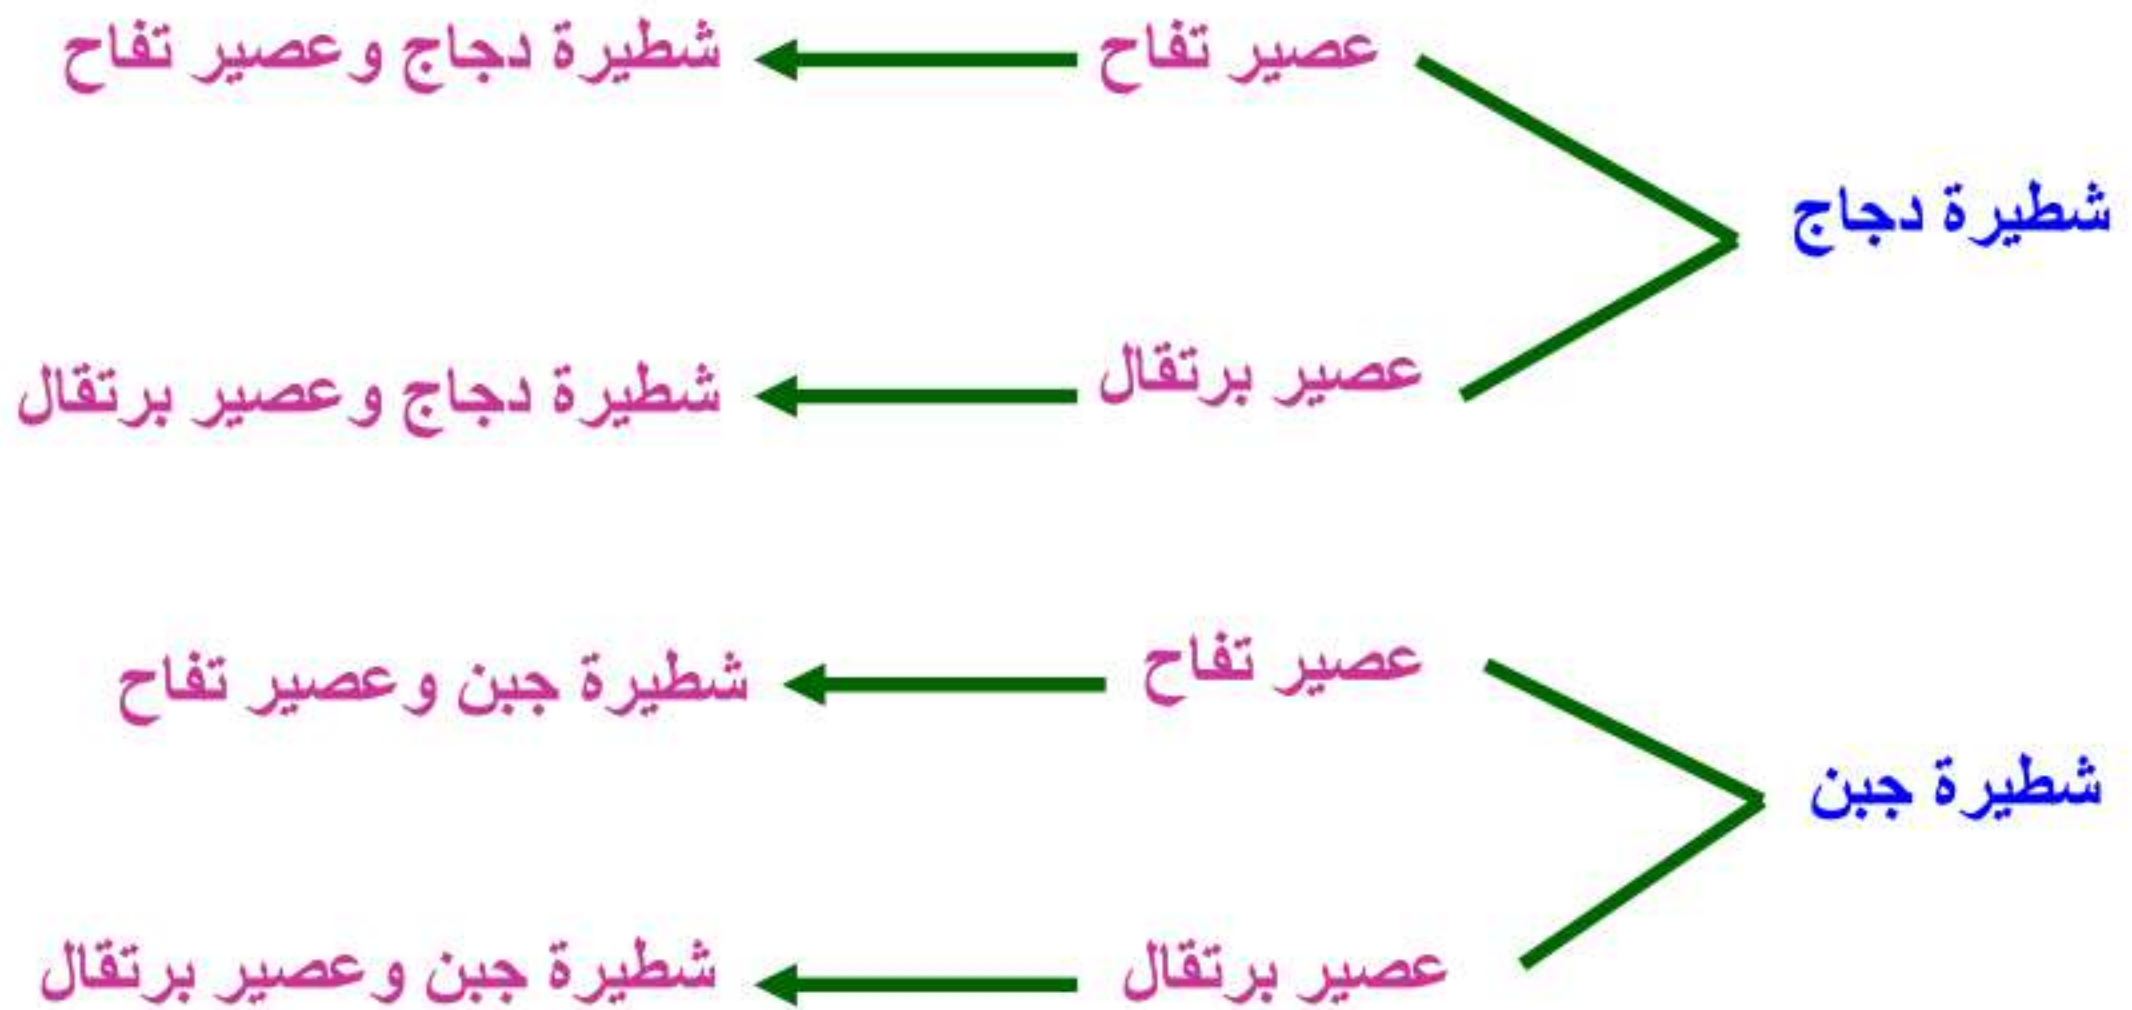 عصير تفاح شطيرة دجاج وعصير تفاح
شطيرة دجاج
عصير برتقال شطيرة دجاج وعصير برتقال
عصير تفاح شطيرة جبن وعصير تفاح
شطيرة جبن
عصير برتقال شطيرة جبن وعصير برتقال